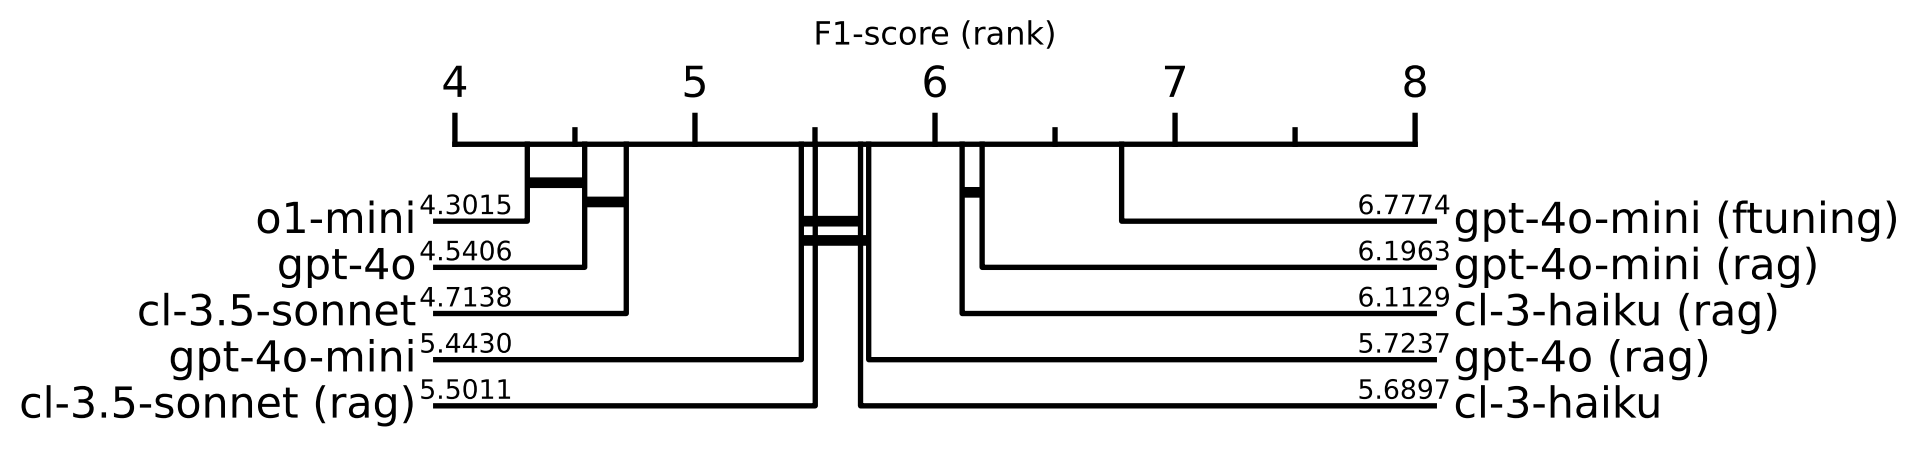 F1-score (rank)
4 5 6 7 8
o1-mini 4.3015 6.7774 gpt-4o-mini (ftuning)
gpt-4o 4.5406 6.1963 gpt-4o-mini (rag)
cl-3.5-sonnet 4.7138 6.1129 cl-3-haiku (rag)
gpt-4o-mini 5.4430 5.7237 gpt-4o (rag)
cl-3.5-sonnet (rag) 5.5011 5.6897 cl-3-haiku